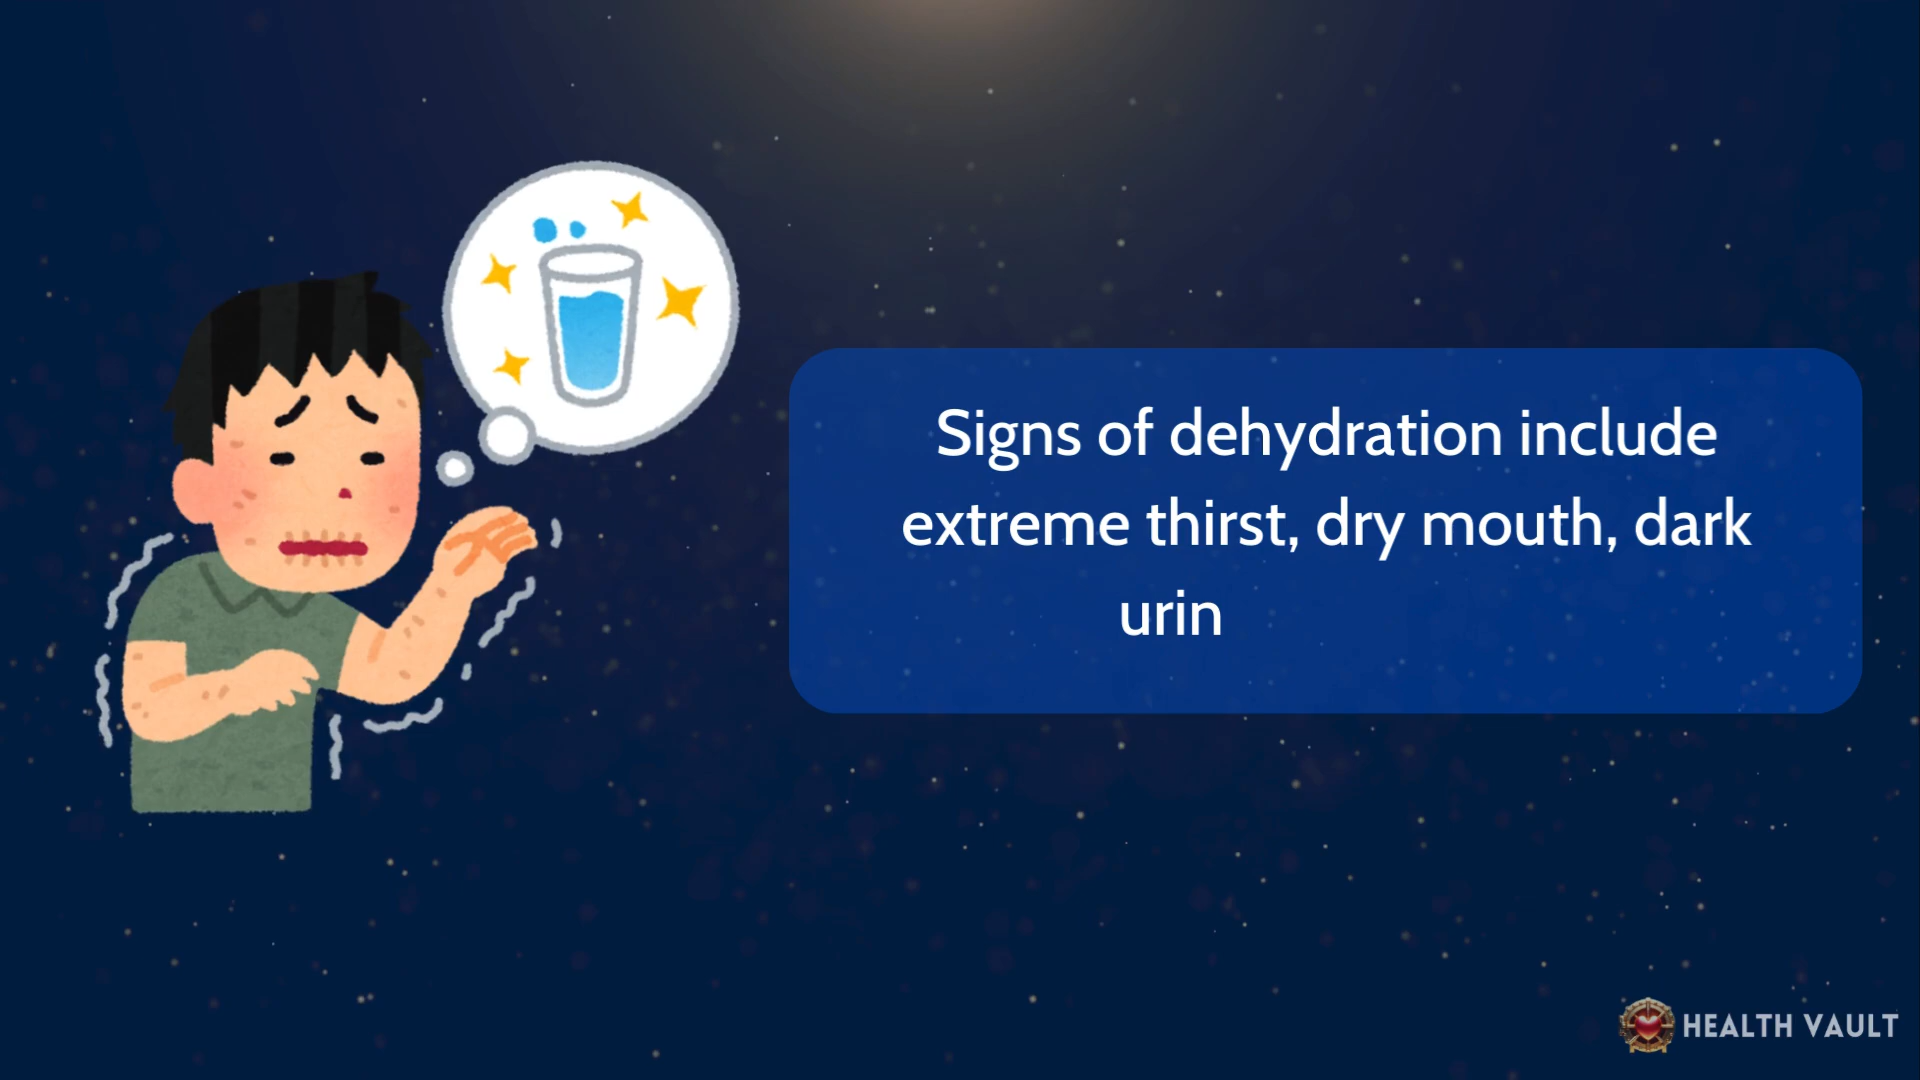 Signs of dehydration include
extreme thirst, dry mouth, dark
urin
HEALTH VAULT